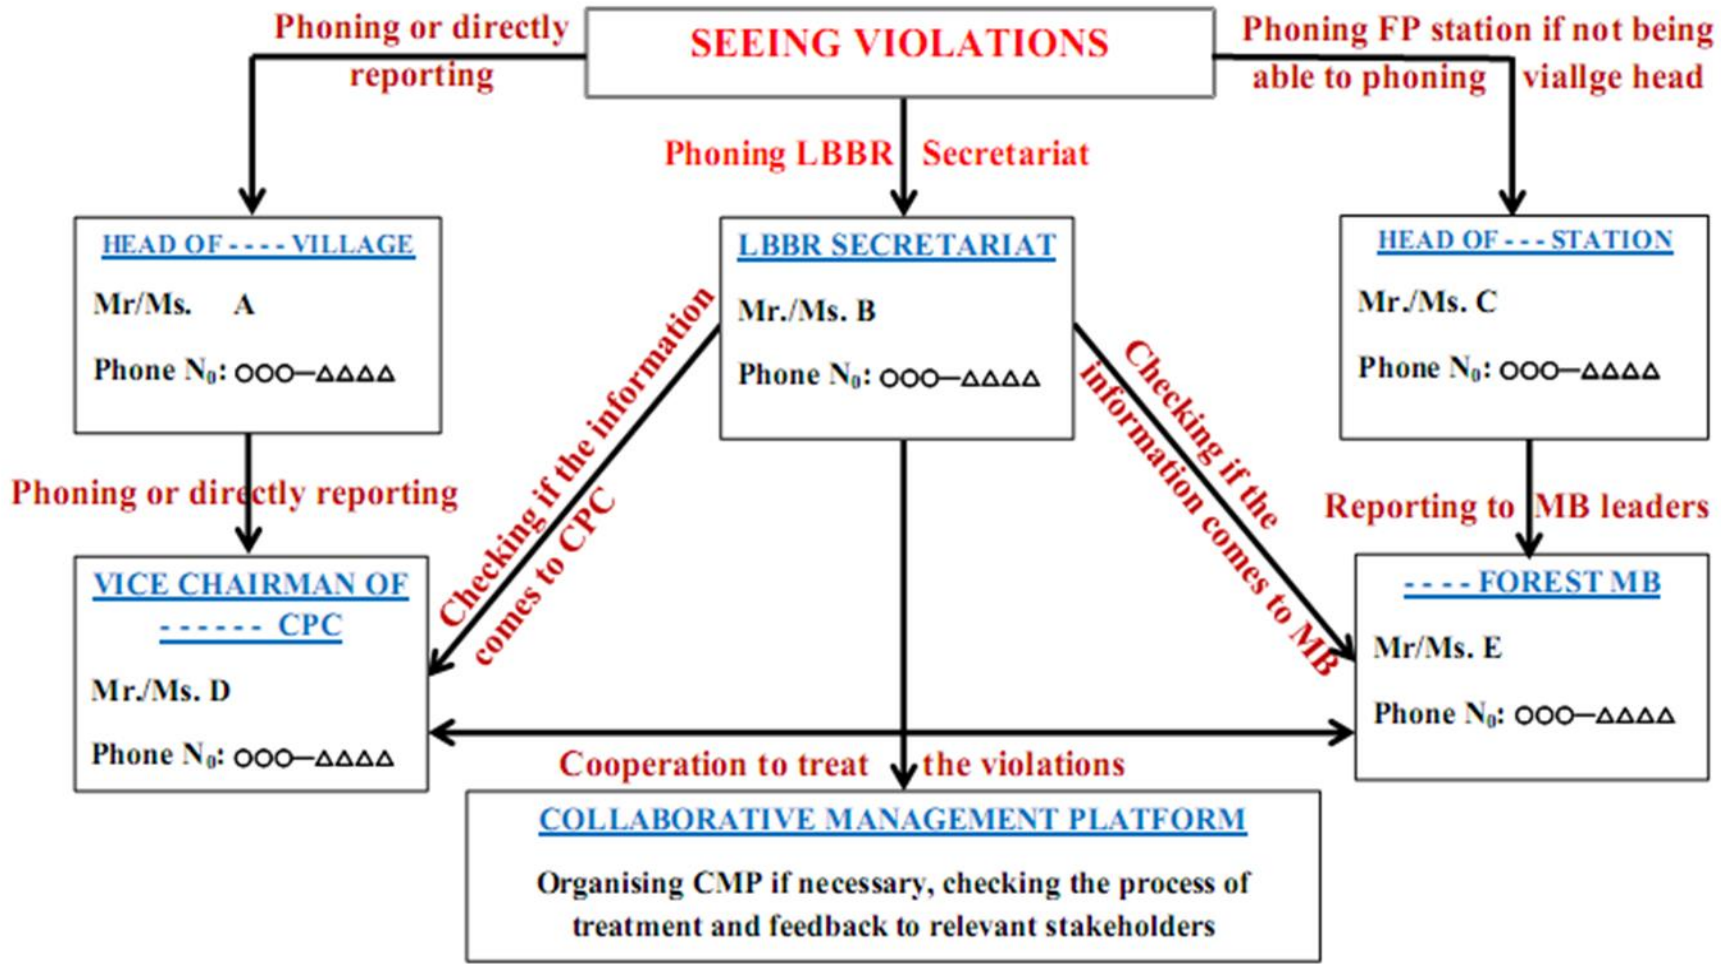 SEEING VIOLATIONS
Phoning or directly
reporting
Phoning FP station if not being
able to phoning viallge head
Phoning LBBR Secretariat
HEAD OF - - - - VILLAGE
Mr/Ms. A
Phone N₀: ○○○–△△△△
LBBR SECRETARIAT
Mr./Ms. B
Phone N₀: ○○○–△△△△
HEAD OF - - - STATION
Mr./Ms. C
Phone N₀: ○○○–△△△△
Phoning or directly reporting
Checking if the information
comes to CPC
Checking if the
information comes to MB
Reporting to MB leaders
VICE CHAIRMAN OF
- - - - - - CPC
Mr./Ms. D
Phone N₀: ○○○–△△△△
- - - - FOREST MB
Mr/Ms. E
Phone N₀: ○○○–△△△△
Cooperation to treat the violations
COLLABORATIVE MANAGEMENT PLATFORM
Organising CMP if necessary, checking the process of
treatment and feedback to relevant stakeholders